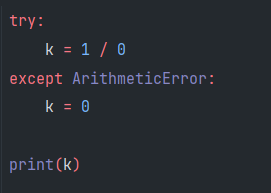 try:
    k = 1 / 0
except ArithmeticError:
    k = 0

print(k)